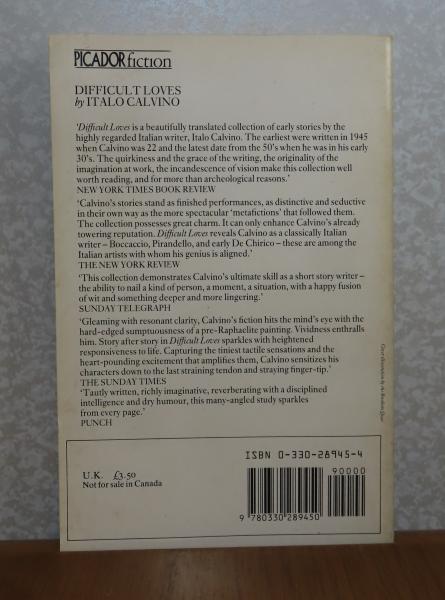 PICADOR fiction
DIFFICULT LOVES
by ITALO CALVINO
‘Difficult Loves is a beautifully translated collection of early stories by the
highly regarded Italian writer, Italo Calvino. The earliest were written in 1945
when Calvino was 22 and the latest date from the 50's when he was in his early
30's. The quirkiness and the grace of the writing, the originality of the
imagination at work, the incandescence of vision make this collection well
worth reading, and for more than archeological reasons.’
NEW YORK TIMES BOOK REVIEW
‘Calvino's stories stand as finished performances, as distinctive and seductive
in their own way as the more spectacular ‘metafictions’ that followed them.
The collection possesses great charm. It can only enhance Calvino's already
towering reputation. Difficult Loves reveals Calvino as a classically Italian
writer – Boccaccio, Pirandello, and early De Chirico – these are among the
Italian artists with whom his genius is aligned.’
THE NEW YORK REVIEW
‘This collection demonstrates Calvino's ultimate skill as a short story writer –
the ability to nail a kind of person, a moment, a situation, with a happy fusion
of wit and something deeper and more lingering.’
SUNDAY TELEGRAPH
‘Gleaming with resonant clarity, Calvino's fiction hits the mind's eye with the
hard-edged sumptuousness of a pre-Raphaelite painting. Vividness enthralls
him. Story after story in Difficult Loves sparkles with heightened
responsiveness to life. Capturing the tiniest tactile sensations and the
heart-pounding excitement that amplifies them, Calvino sensitizes his
characters down to the last straining tendon and straying finger-tip.’
THE SUNDAY TIMES
‘Tautly written, richly imaginative, reverberating with a disciplined
intelligence and dry humour, this many-angled study sparkles
from every page.’
PUNCH
Cover illustration by
ISBN 0-330-28945-4
90000
U.K. £3.50
Not for sale in Canada
9 780330 289450